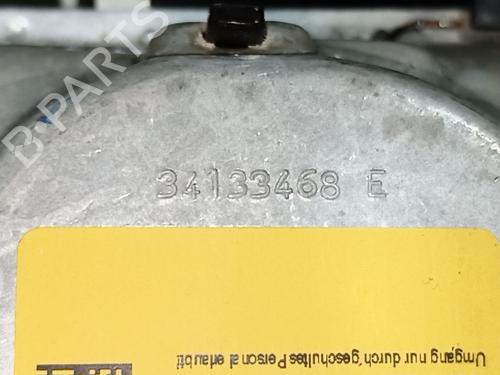 B-PARTS
34133468 E
Umgang nur durch geschultes Personal erlaubt!